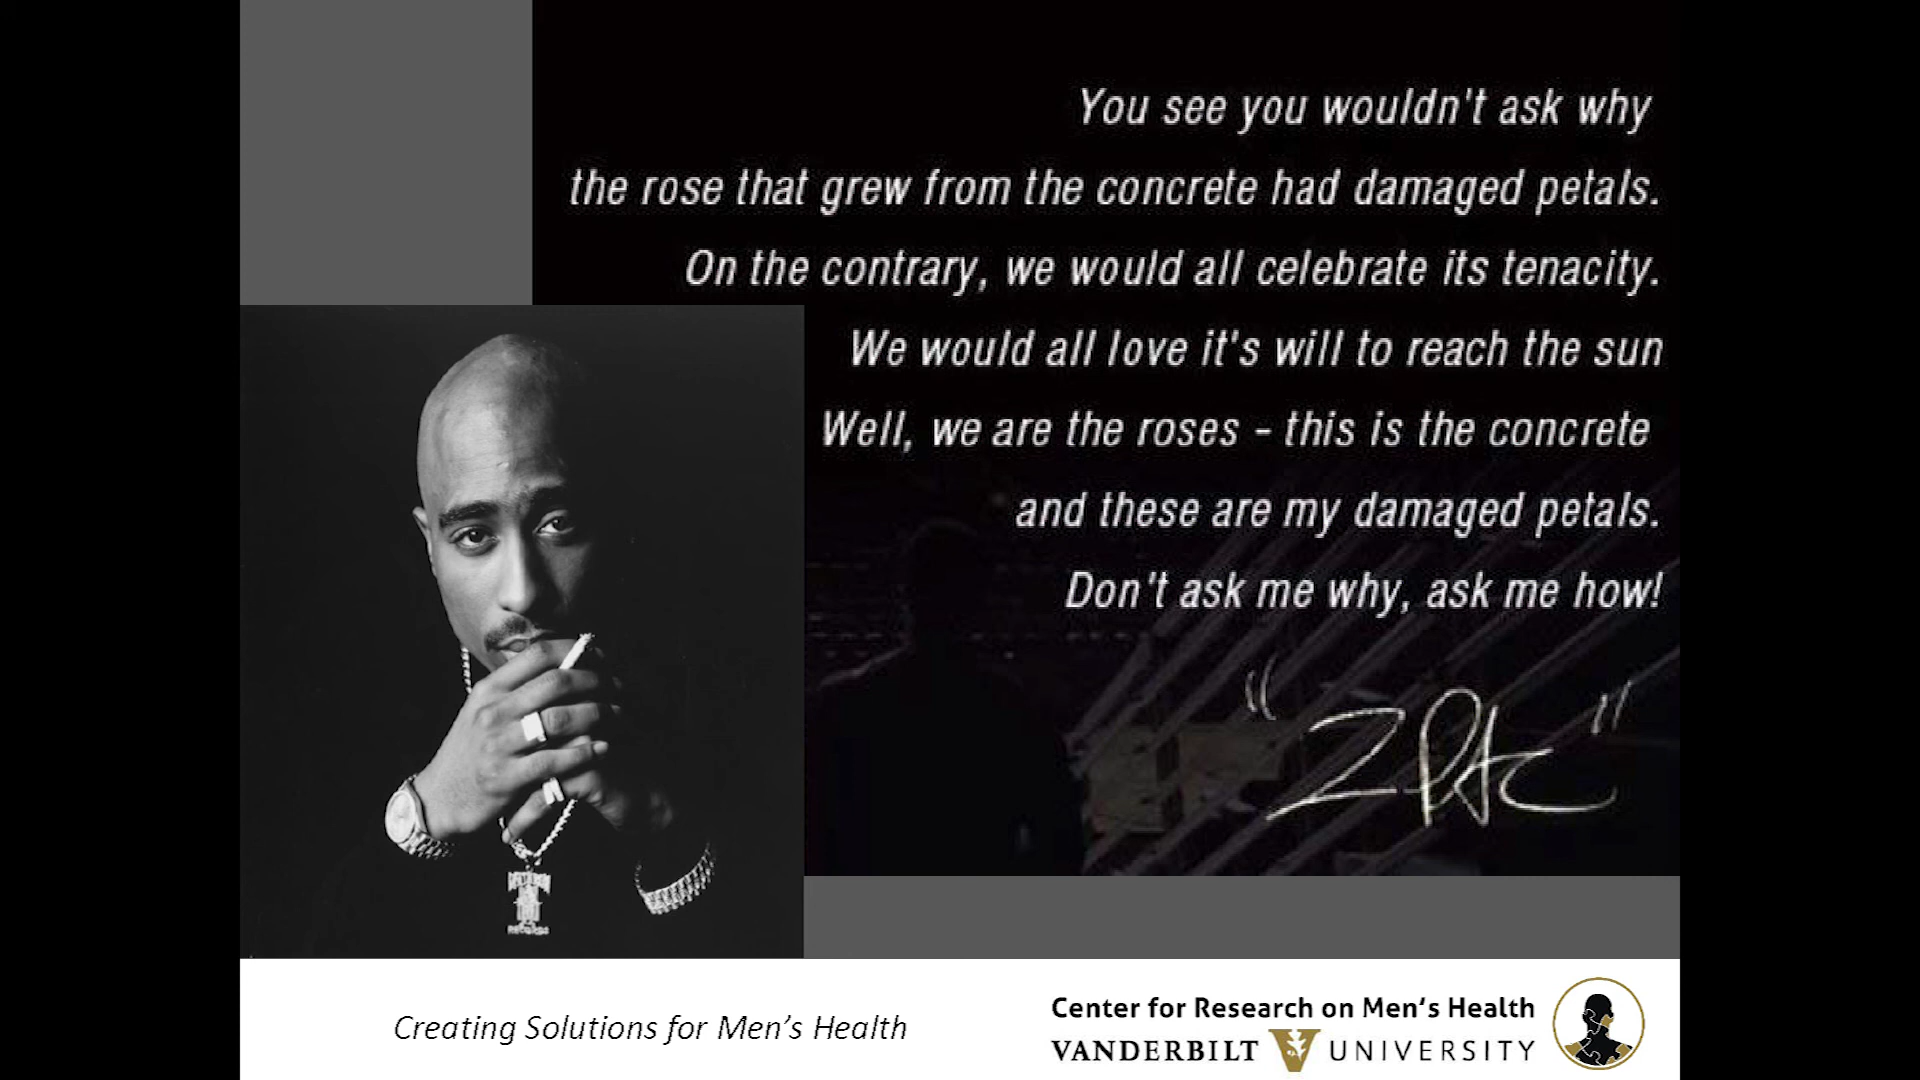 You see you wouldn't ask why
the rose that grew from the concrete had damaged petals.
On the contrary, we would all celebrate its tenacity.
We would all love it's will to reach the sun
Well, we are the roses - this is the concrete
and these are my damaged petals.
Don't ask me why, ask me how!
"2PAC"
RECORDS
Creating Solutions for Men's Health
Center for Research on Men's Health
VANDERBILT V UNIVERSITY